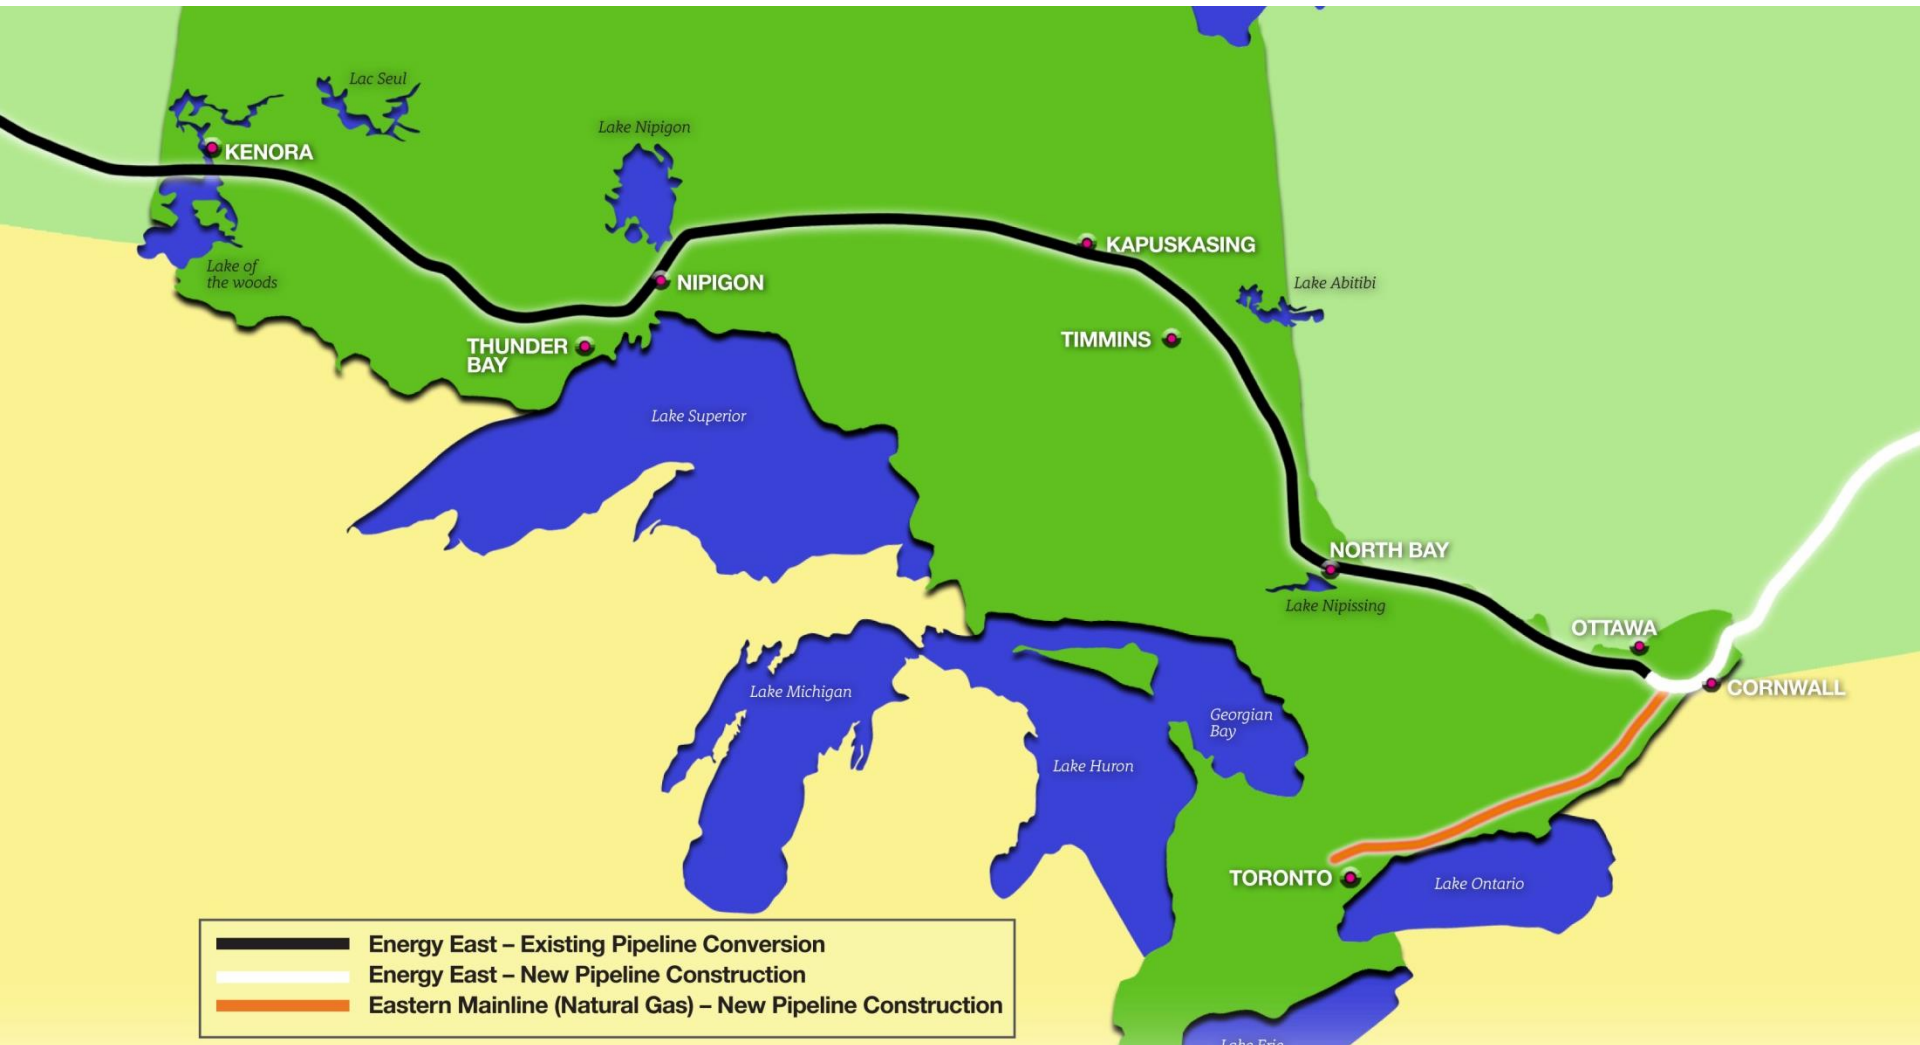 Lac Seul
Lake Nipigon
KENORA
KAPUSKASING
Lake of
the woods
NIPIGON
Lake Abitibi
TIMMINS
THUNDER
BAY
Lake Superior
NORTH BAY
Lake Nipissing
OTTAWA
CORNWALL
Lake Michigan
Georgian
Bay
Lake Huron
TORONTO
Lake Ontario
Energy East – Existing Pipeline Conversion
Energy East – New Pipeline Construction
Eastern Mainline (Natural Gas) – New Pipeline Construction
Lake Erie